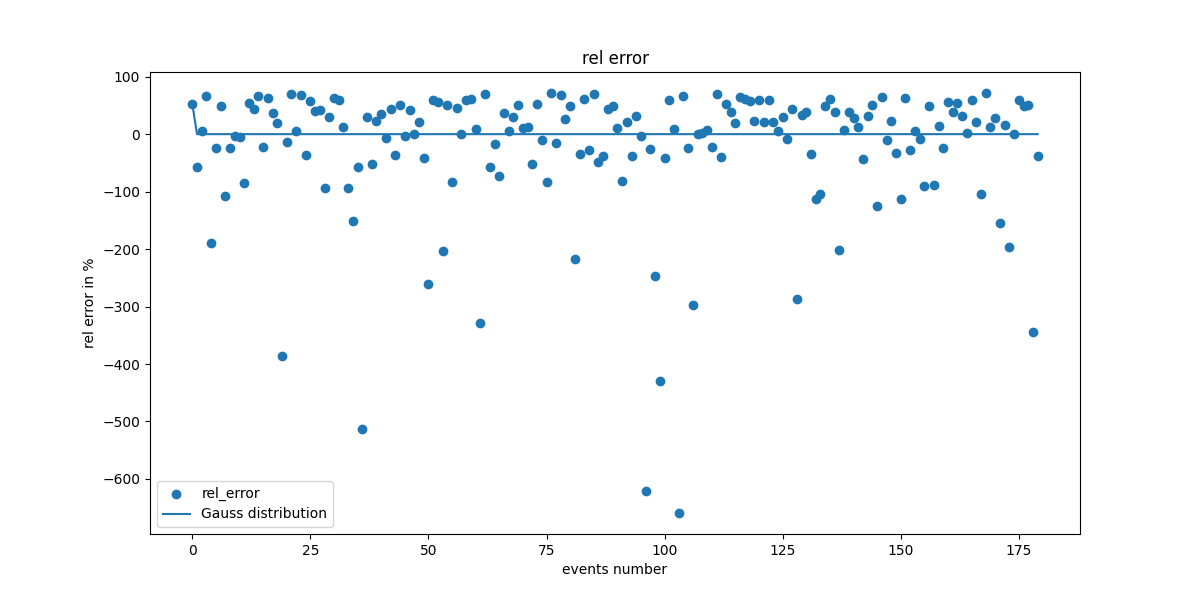 rel error
rel error in %
100
0
−100
−200
−300
−400
−500
−600
rel_error
Gauss distribution
0 25 50 75 100 125 150 175
events number